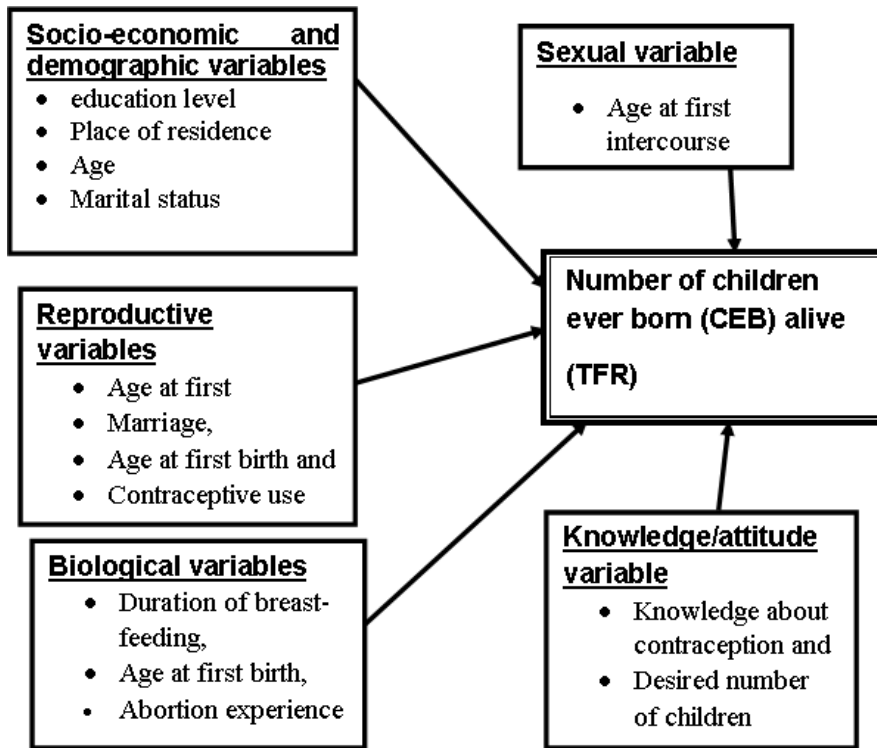 Socio-economic and
demographic variables
• education level
• Place of residence
• Age
• Marital status
Reproductive
variables
• Age at first
• Marriage,
• Age at first birth and
• Contraceptive use
Biological variables
• Duration of breast-
feeding,
• Age at first birth,
• Abortion experience
Sexual variable
• Age at first
intercourse
Number of children
ever born (CEB) alive
(TFR)
Knowledge/attitude
variable
• Knowledge about
contraception and
• Desired number
of children